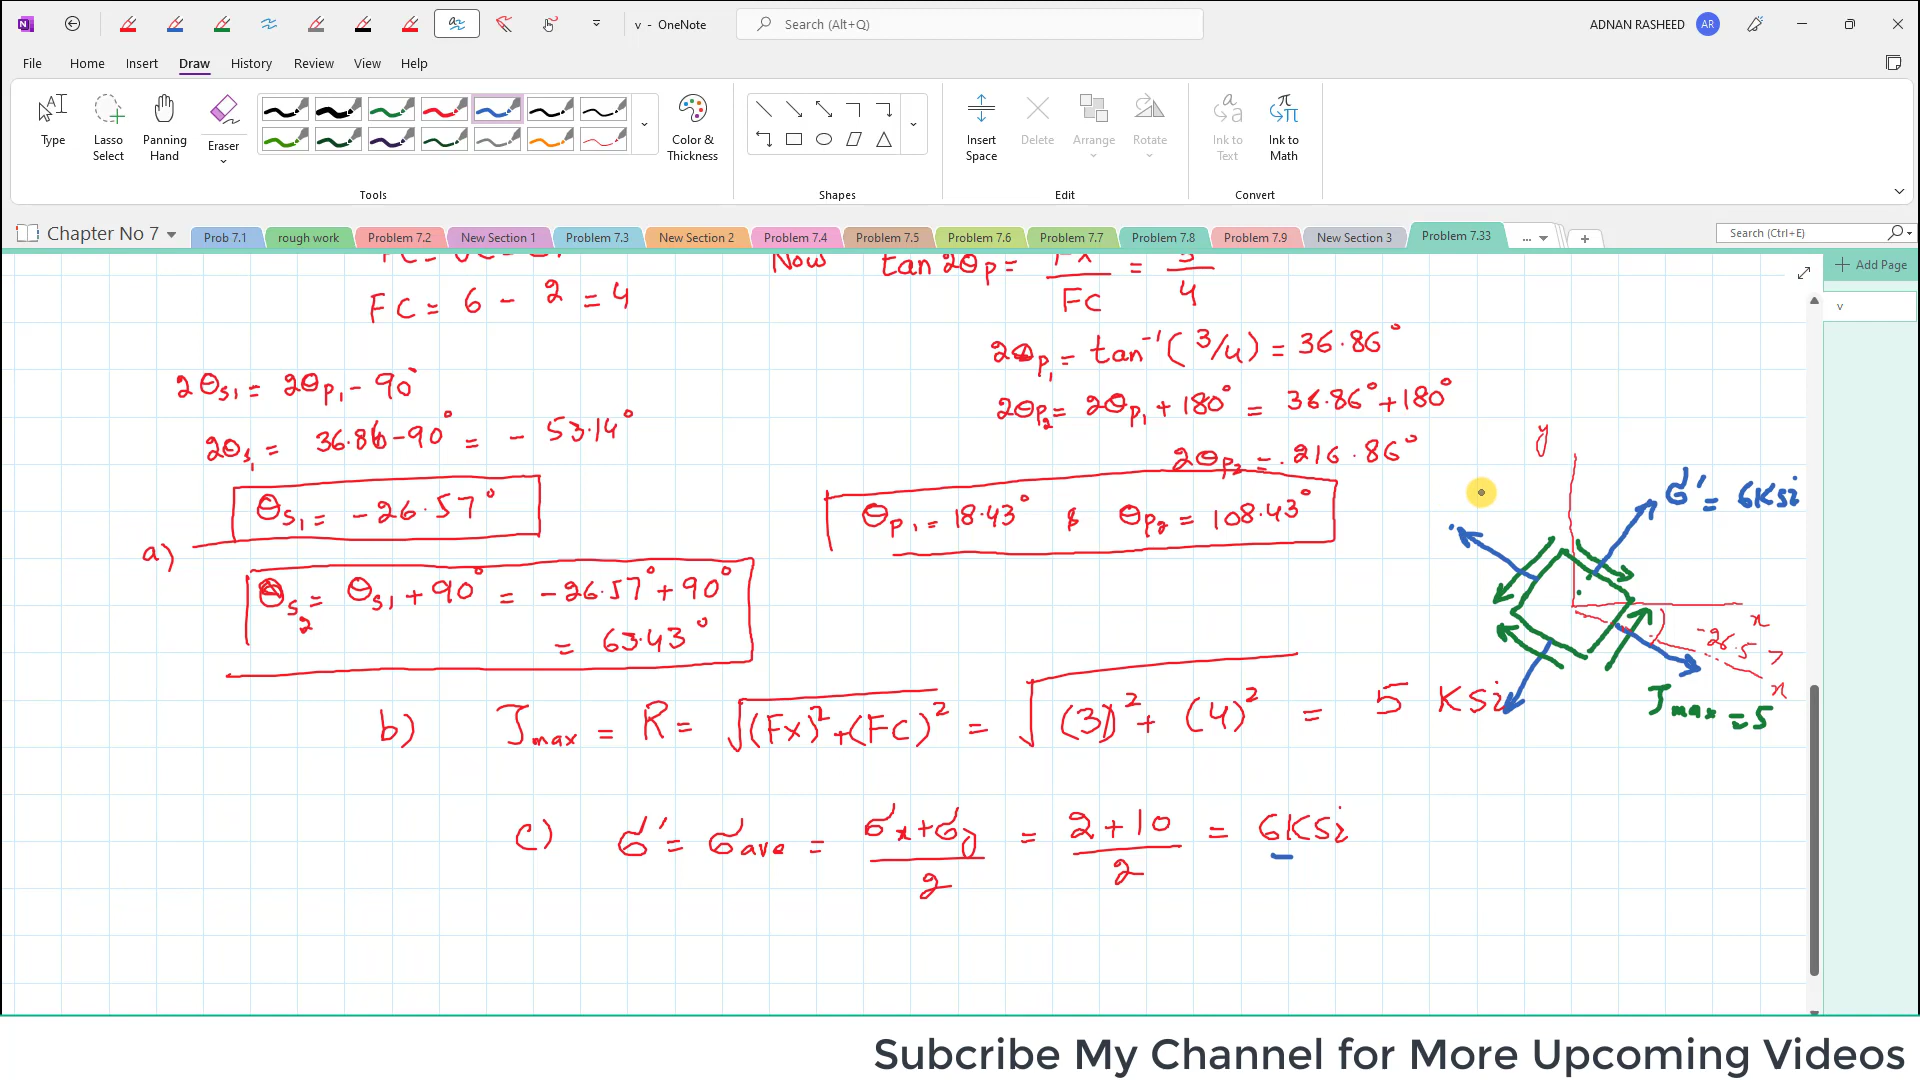 v - OneNote
Search (Alt+Q)
ADNAN RASHEED
AR
File Home Insert Draw History Review View Help
Type
Lasso Select
Panning Hand
Eraser
Color & Thickness
Insert Space
Delete
Arrange
Rotate
Ink to Text
Ink to Math
Tools
Shapes
Edit
Convert
Chapter No 7
Prob 7.1 rough work Problem 7.2 New Section 1 Problem 7.3 New Section 2 Problem 7.4 Problem 7.5 Problem 7.6 Problem 7.7 Problem 7.8 Problem 7.9 New Section 3 Problem 7.33 ...
Search (Ctrl+E)
Add Page
v
Now tan 2θp = Fx/FC = 3/4
FC = 6 - 2 = 4
2θp1 = tan⁻¹(3/4) = 36.86°
2θs1 = 2θp1 - 90°
2θp2 = 2θp1 + 180° = 36.86° + 180°
2θs1 = 36.86 - 90° = - 53.14°
2θp2 = 216.86°
θs1 = -26.57°
θp1 = 18.43° & θp2 = 108.43°
a)
θs2 = θs1 + 90° = -26.57° + 90°
= 63.43°
b) τmax = R = √(Fx)² + (FC)² = √(3)² + (4)² = 5 Ksi
c) σ' = σave = σx + σy / 2 = 2 + 10 / 2 = 6Ksi
y
σ' = 6Ksi
x
-26.57
x
τmax = 5
Subcribe My Channel for More Upcoming Videos